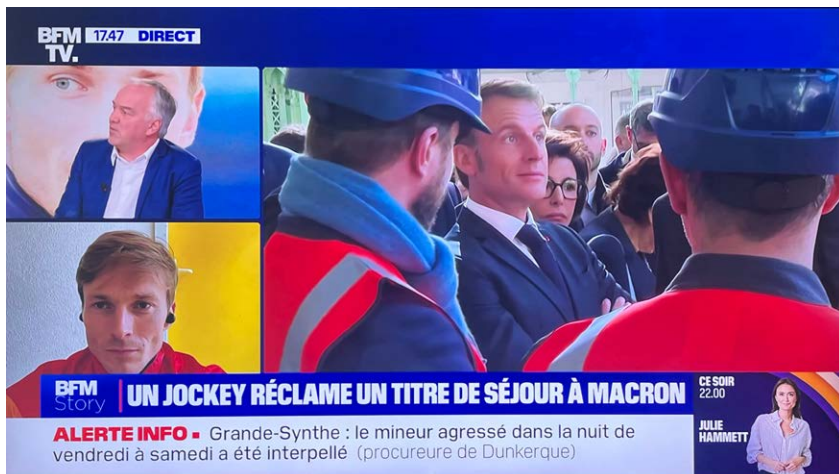 BFM
TV.
17.47 DIRECT
BFM
Story
UN JOCKEY RÉCLAME UN TITRE DE SÉJOUR À MACRON
ALERTE INFO ▪ Grande-Synthe : le mineur agressé dans la nuit de
vendredi à samedi a été interpellé (procureure de Dunkerque)
CE SOIR
22.00
JULIE
HAMMETT